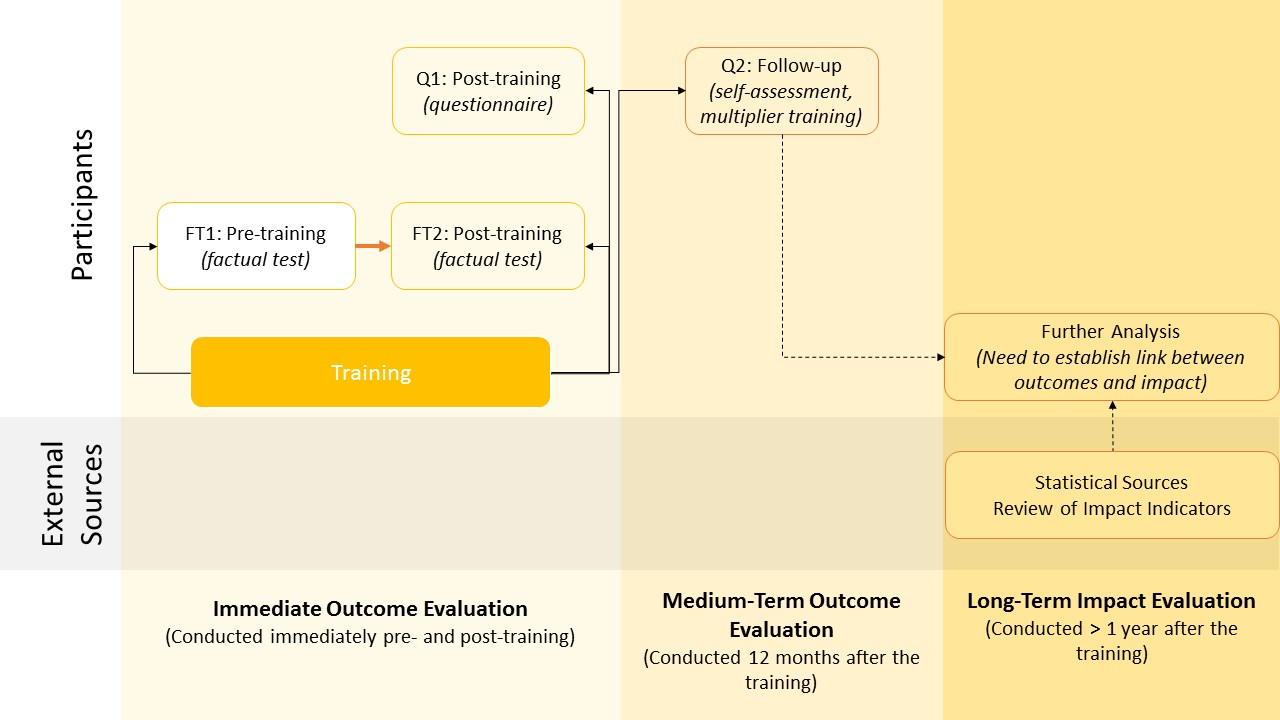 Participants
Q1: Post-training
(questionnaire)
Q2: Follow-up
(self-assessment,
multiplier training)
FT1: Pre-training
(factual test)
FT2: Post-training
(factual test)
Training
Further Analysis
(Need to establish link between
outcomes and impact)
External
Sources
Statistical Sources
Review of Impact Indicators
Immediate Outcome Evaluation
(Conducted immediately pre- and post-training)
Medium-Term Outcome
Evaluation
(Conducted 12 months after the
training)
Long-Term Impact Evaluation
(Conducted > 1 year after the
training)